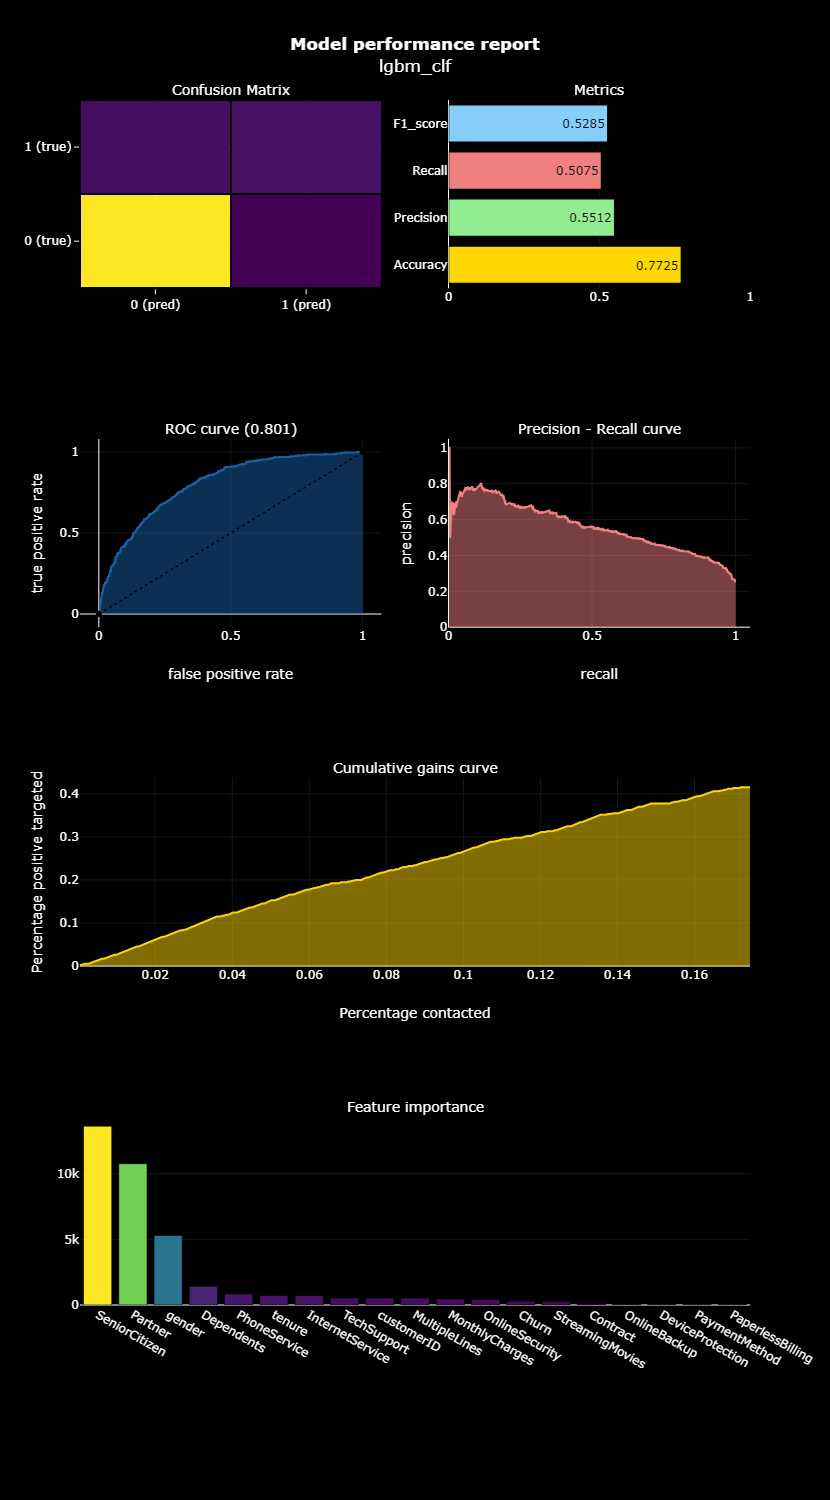 Model performance report
lgbm_clf
Confusion Matrix
1 (true)
0 (true)
0 (pred)
1 (pred)
Metrics
F1_score
0.5285
Recall
0.5075
Precision
0.5512
Accuracy
0.7725
0
0.5
1
ROC curve (0.801)
true positive rate
1
0.5
0
0
0.5
1
false positive rate
Precision - Recall curve
precision
1
0.8
0.6
0.4
0.2
0
0
0.5
1
recall
Cumulative gains curve
Percentage positive targeted
0.4
0.3
0.2
0.1
0
0.02
0.04
0.06
0.08
0.1
0.12
0.14
0.16
Percentage contacted
Feature importance
10k
5k
0
SeniorCitizen
Partner
gender
Dependents
PhoneService
tenure
InternetService
TechSupport
customerID
MultipleLines
MonthlyCharges
OnlineSecurity
Churn
StreamingMovies
Contract
OnlineBackup
DeviceProtection
PaymentMethod
PaperlessBilling